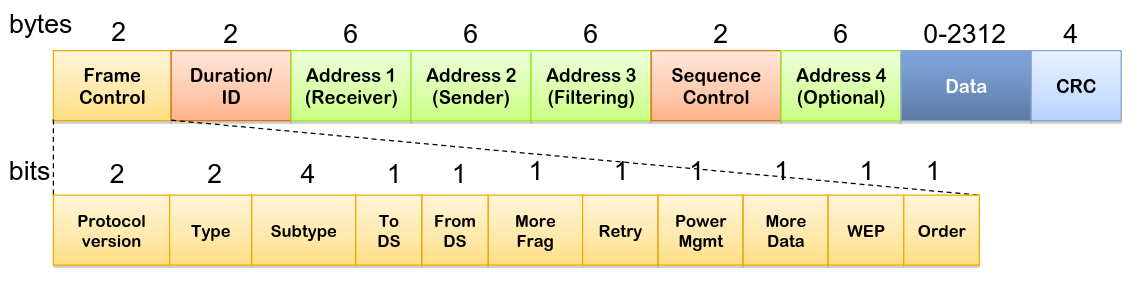 bytes 2 2 6 6 6 2 6 0-2312 4
Frame Control Duration/ ID Address 1 (Receiver) Address 2 (Sender) Address 3 (Filtering) Sequence Control Address 4 (Optional) Data CRC
bits 2 2 4 1 1 1 1 1 1 1 1
Protocol version Type Subtype To DS From DS More Frag Retry Power Mgmt More Data WEP Order